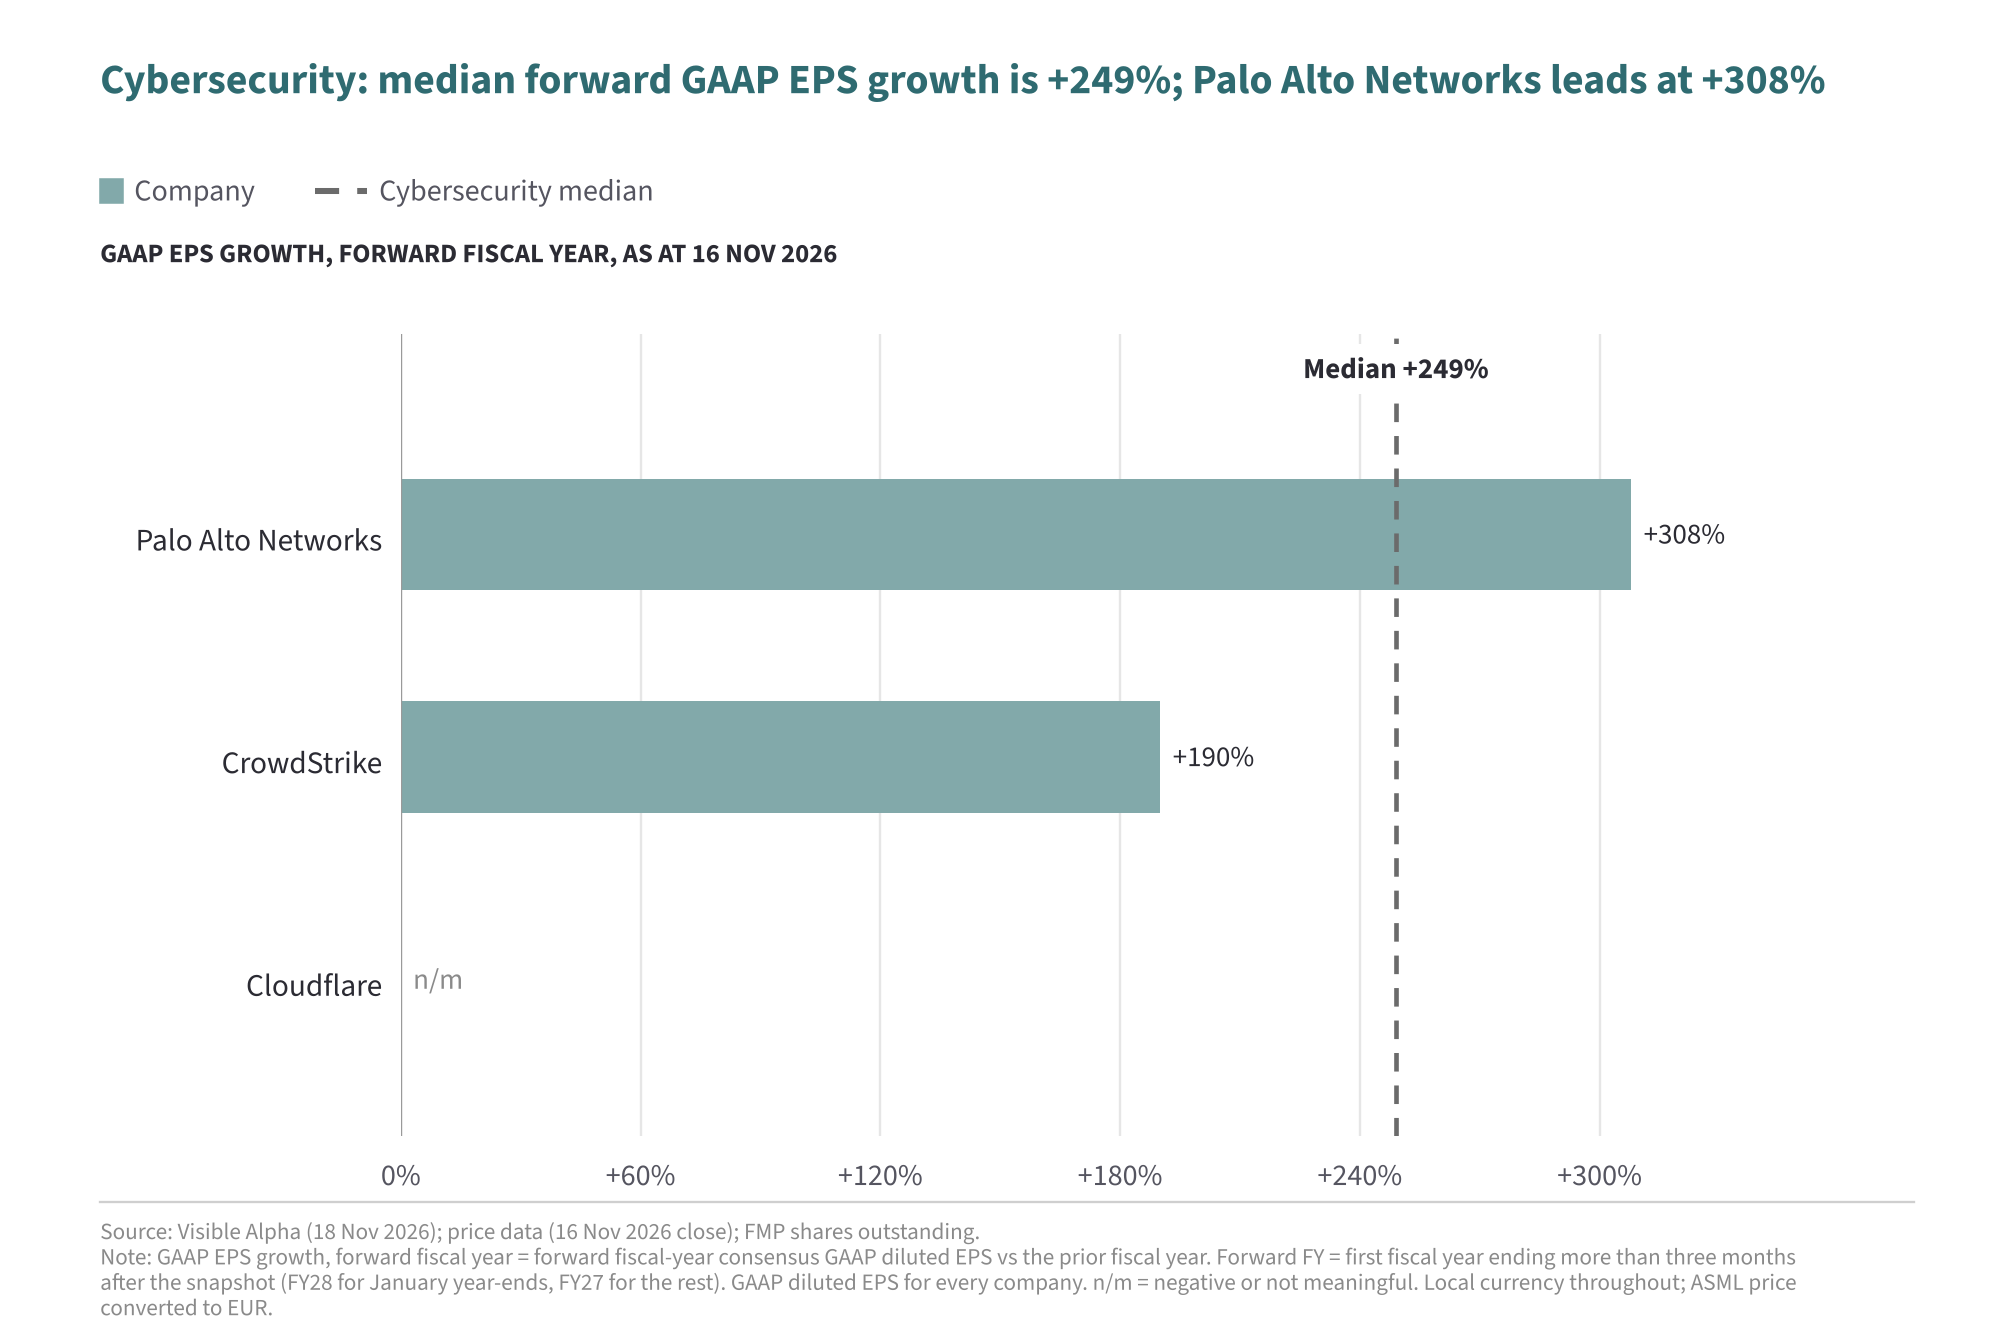 Cybersecurity: median forward GAAP EPS growth is +249%; Palo Alto Networks leads at +308%
Company
Cybersecurity median
GAAP EPS GROWTH, FORWARD FISCAL YEAR, AS AT 16 NOV 2026
Median +249%
Palo Alto Networks
+308%
CrowdStrike
+190%
Cloudflare
n/m
0%
+60%
+120%
+180%
+240%
+300%
Source: Visible Alpha (18 Nov 2026); price data (16 Nov 2026 close); FMP shares outstanding.
Note: GAAP EPS growth, forward fiscal year = forward fiscal-year consensus GAAP diluted EPS vs the prior fiscal year. Forward FY = first fiscal year ending more than three months
after the snapshot (FY28 for January year-ends, FY27 for the rest). GAAP diluted EPS for every company. n/m = negative or not meaningful. Local currency throughout; ASML price
converted to EUR.